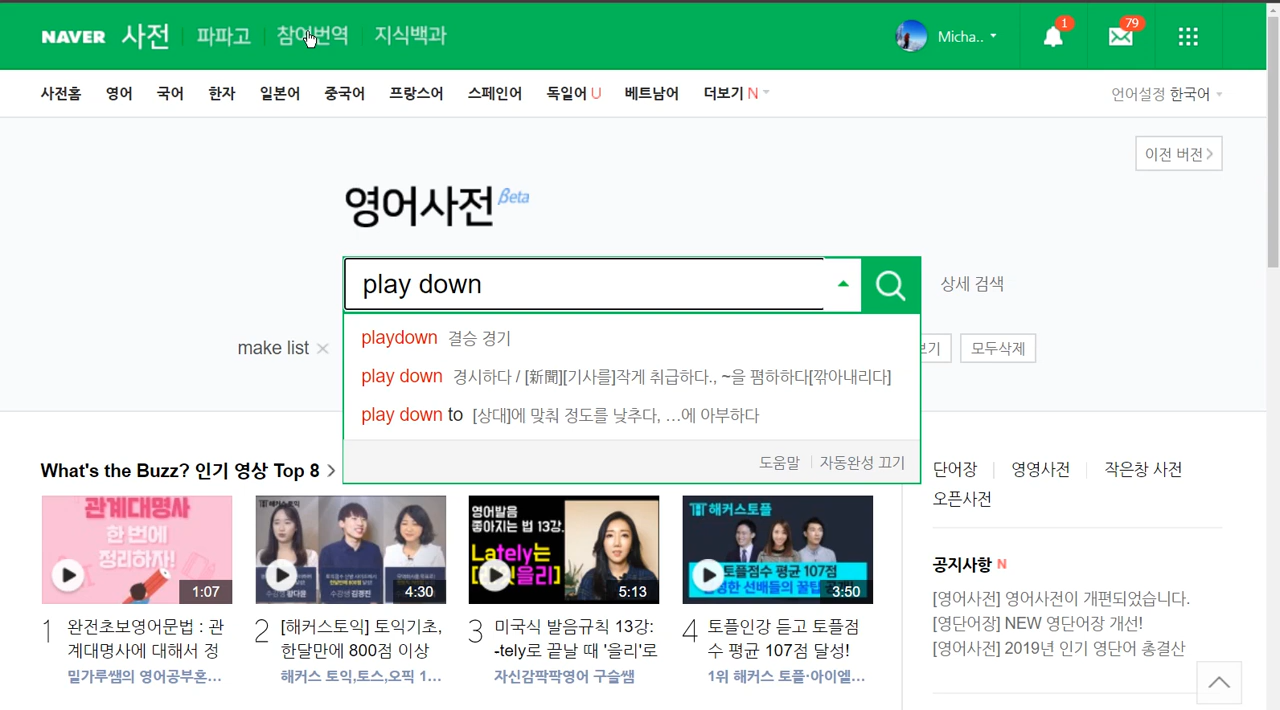 NAVER 사전 파파고 참여번역 지식백과 Micha.. 1 79
사전홈 영어 국어 한자 일본어 중국어 프랑스어 스페인어 독일어 U 베트남어 더보기 N 언어설정 한국어
이전 버전
영어사전 Beta
play down 상세 검색
playdown 결승 경기
make list 보기 모두삭제
play down 경시하다 / [新聞][기사를]작게 취급하다., ~을 폄하하다[깎아내리다]
play down to [상대]에 맞춰 정도를 낮추다, …에 아부하다
도움말 자동완성 끄기
What's the Buzz? 인기 영상 Top 8
단어장 영영사전 작은창 사전
오픈사전
관계대명사
한 번에
정리하자!
1:07
해커스토익
4:30
영어발음
좋아지는 법 13강.
Lately는
5:13
해커스토플
토플점수 평균 107점
3:50
1 완전초보영어문법 : 관
계대명사에 대해서 정
밀가루쌤의 영어공부혼...
2 [해커스토익] 토익기초,
한달만에 800점 이상
해커스 토익,토스,오픽 1...
3 미국식 발음규칙 13강:
-tely로 끝날 때 '을리'로
자신감팍팍영어 구슬쌤
4 토플인강 듣고 토플점
수 평균 107점 달성!
1위 해커스 토플·아이엘...
공지사항 N
[영어사전] 영어사전이 개편되었습니다.
[영단어장] NEW 영단어장 개선!
[영어사전] 2019년 인기 영단어 총결산